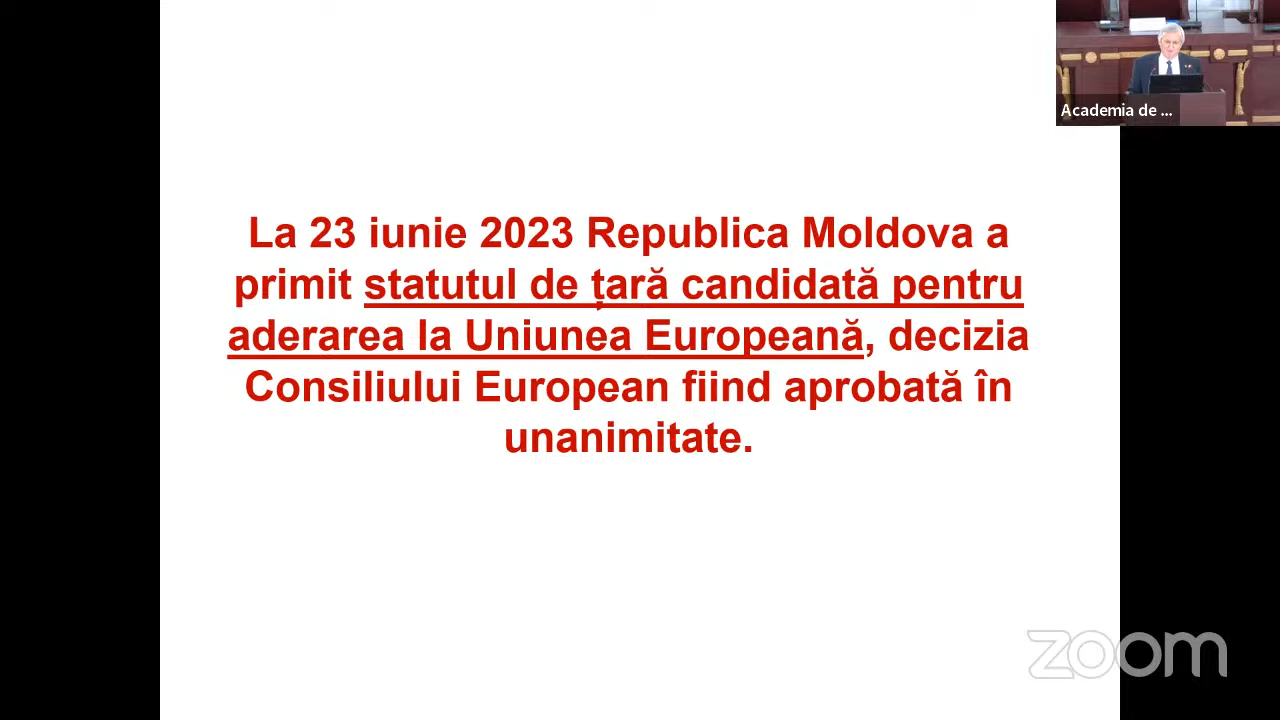 Academia de ...
La 23 iunie 2023 Republica Moldova a
primit statutul de țară candidată pentru
aderarea la Uniunea Europeană, decizia
Consiliului European fiind aprobată în
unanimitate.
zoom